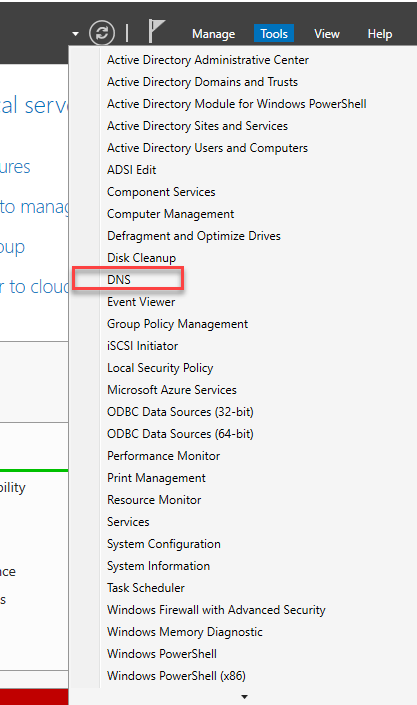 Manage Tools View Help
Active Directory Administrative Center
Active Directory Domains and Trusts
al serve
Active Directory Module for Windows PowerShell
Active Directory Sites and Services
Active Directory Users and Computers
ures
ADSI Edit
Component Services
to manag
Computer Management
Defragment and Optimize Drives
oup
Disk Cleanup
DNS
r to cloud
Event Viewer
Group Policy Management
iSCSI Initiator
Local Security Policy
Microsoft Azure Services
ODBC Data Sources (32-bit)
ODBC Data Sources (64-bit)
Performance Monitor
Print Management
bility
Resource Monitor
Services
System Configuration
System Information
nce
Task Scheduler
s
Windows Firewall with Advanced Security
Windows Memory Diagnostic
Windows PowerShell
Windows PowerShell (x86)